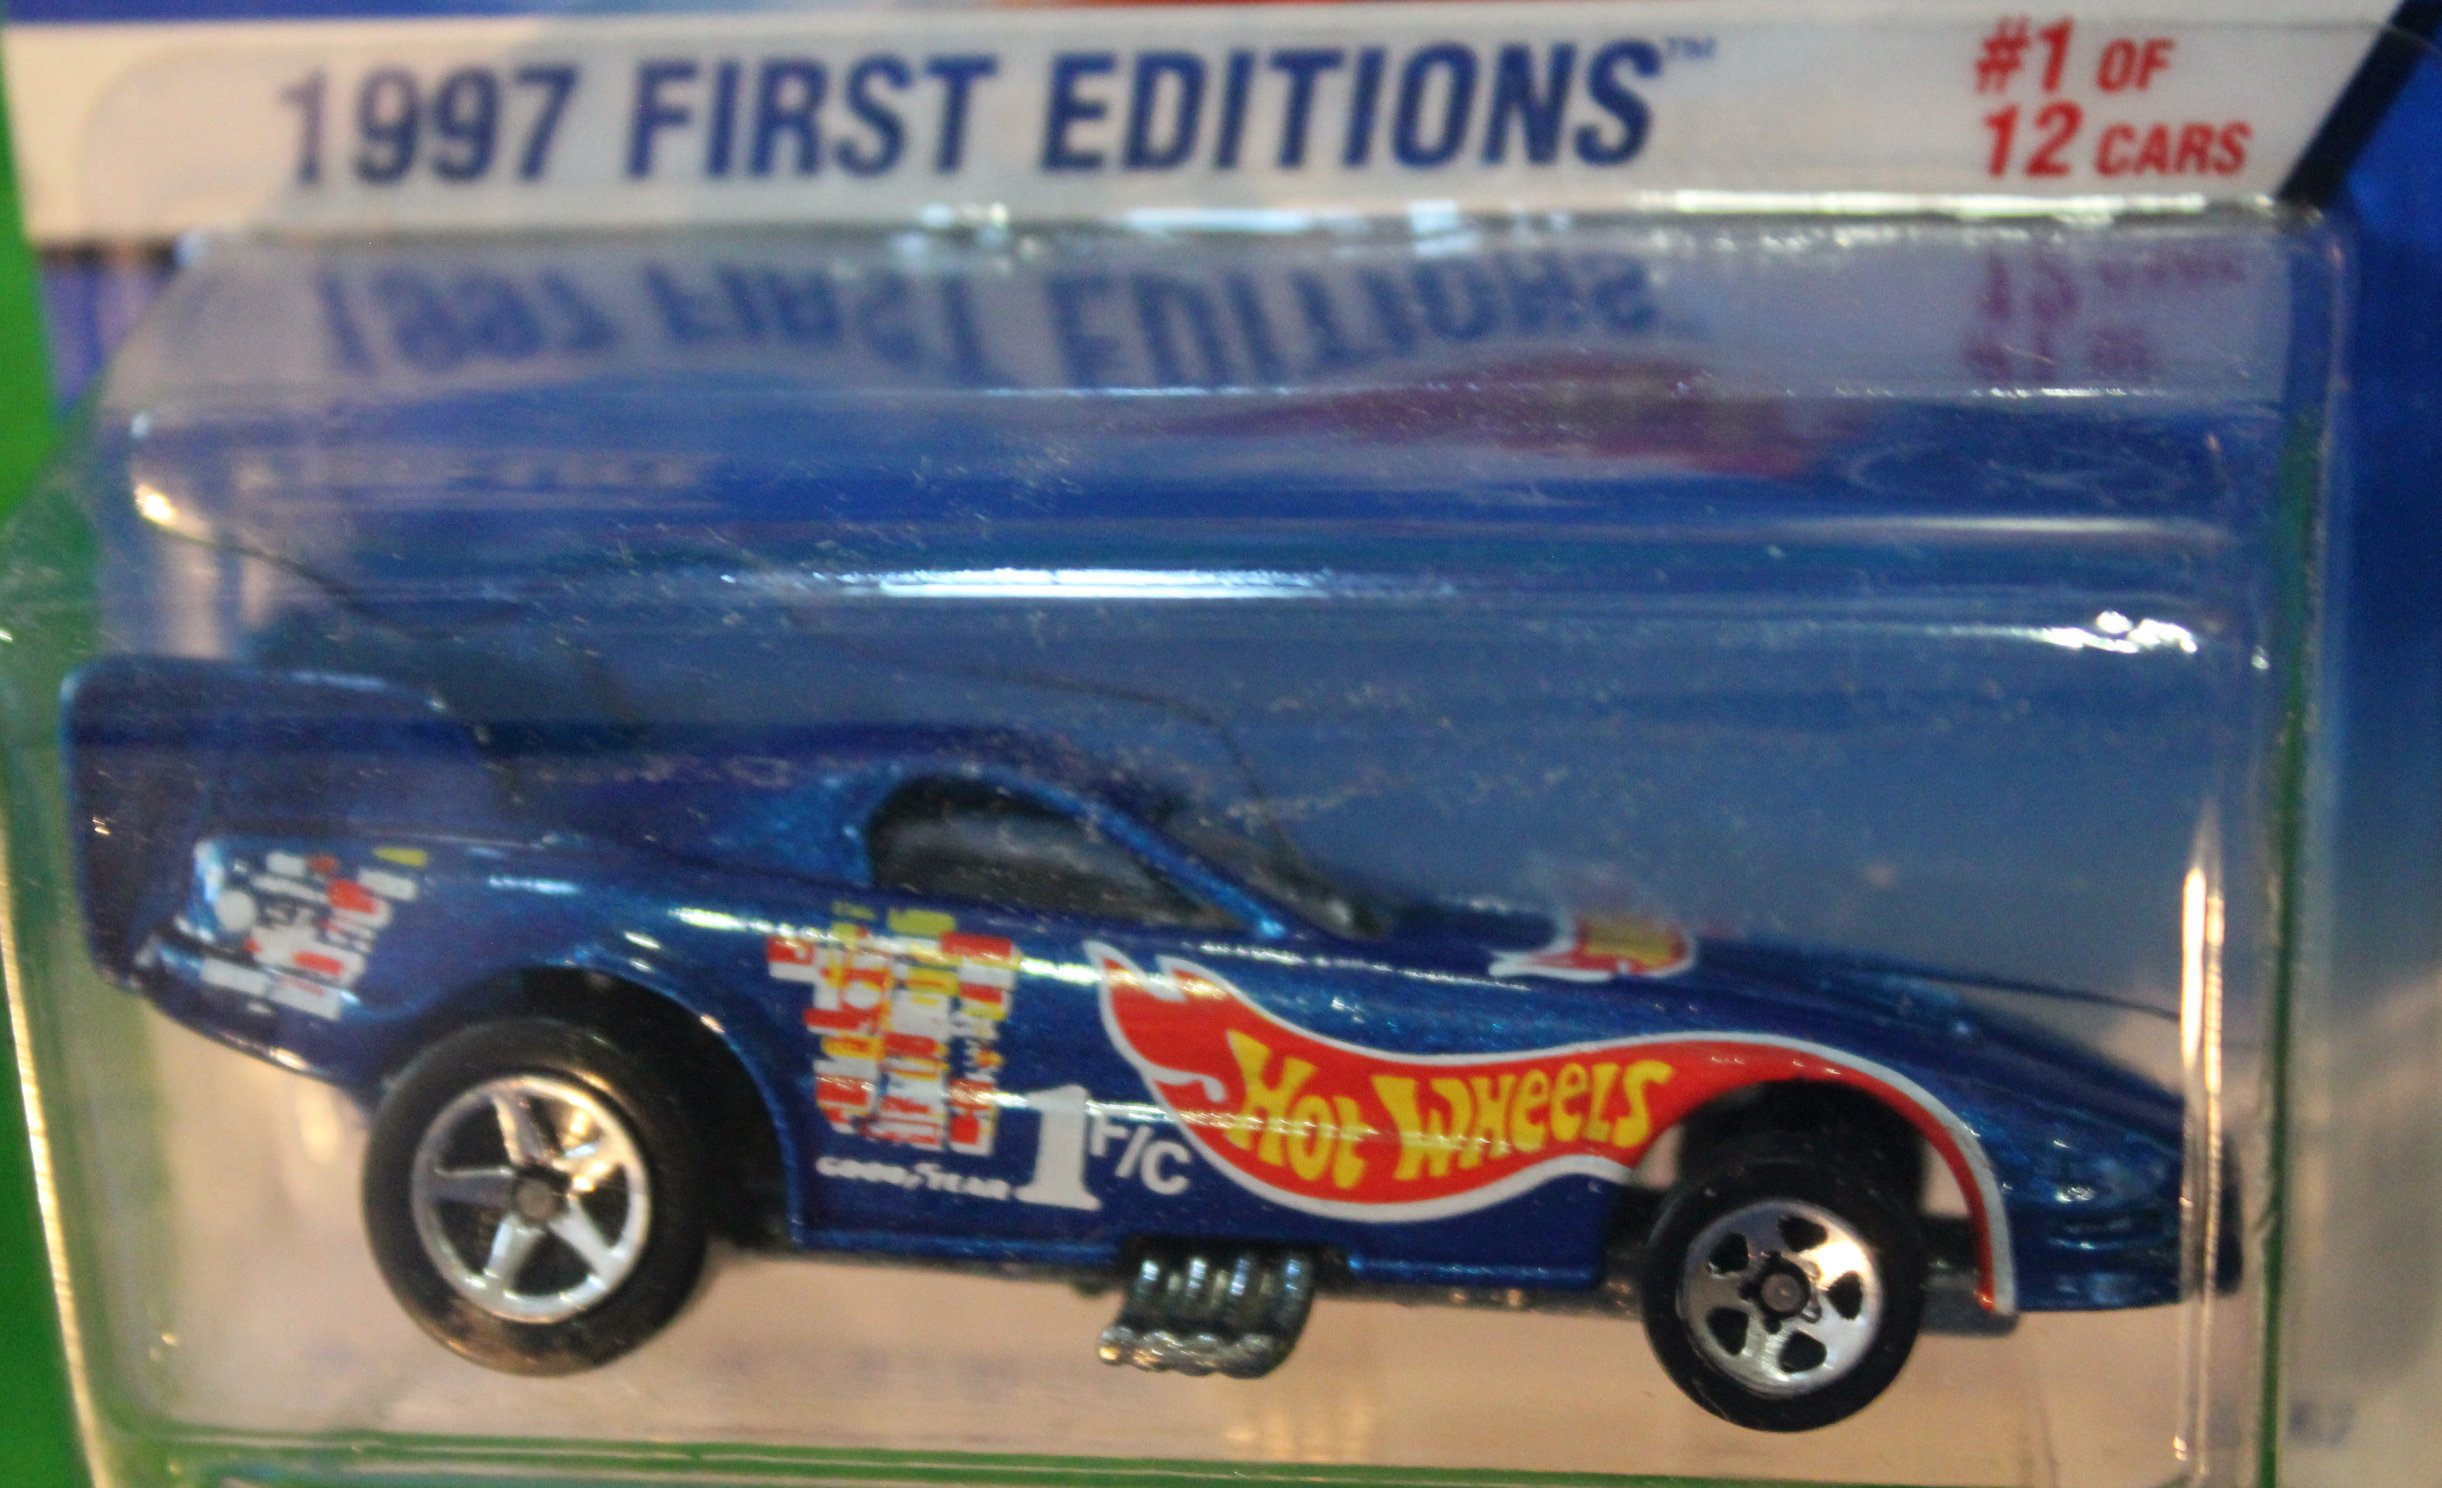 1997 FIRST EDITIONS™
#1 OF
12 CARS
HOT WHEELS
1 F/C
GOODYEAR